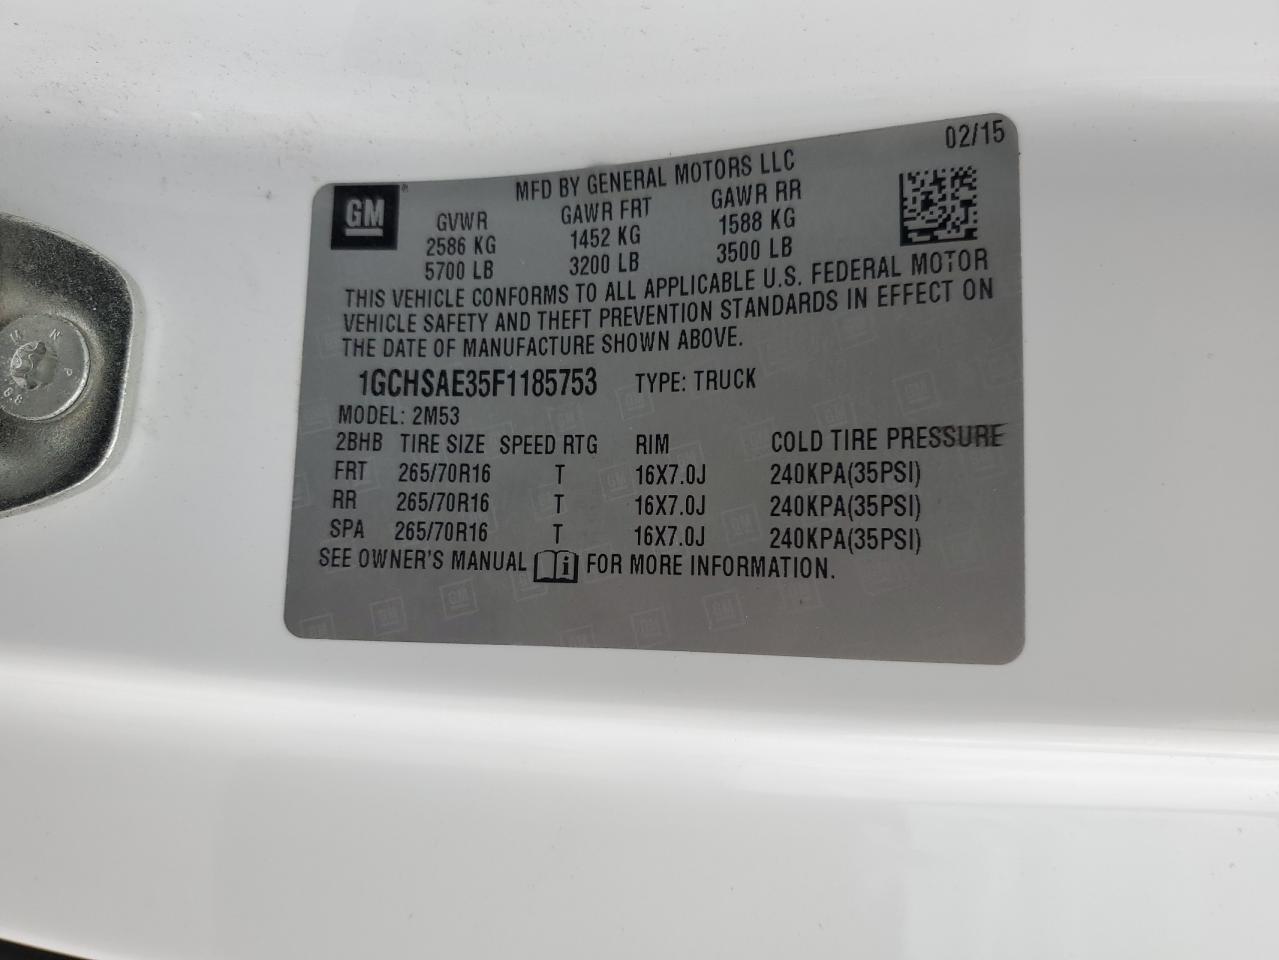 02/15
MFD BY GENERAL MOTORS LLC
GM
GVWR GAWR FRT GAWR RR
2586 KG 1452 KG 1588 KG
5700 LB 3200 LB 3500 LB
THIS VEHICLE CONFORMS TO ALL APPLICABLE U.S. FEDERAL MOTOR
VEHICLE SAFETY AND THEFT PREVENTION STANDARDS IN EFFECT ON
THE DATE OF MANUFACTURE SHOWN ABOVE.
1GCHSAE35F1185753 TYPE: TRUCK
MODEL: 2M53
2BHB TIRE SIZE SPEED RTG RIM COLD TIRE PRESSURE
FRT 265/70R16 T 16X7.0J 240KPA(35PSI)
RR 265/70R16 T 16X7.0J 240KPA(35PSI)
SPA 265/70R16 T 16X7.0J 240KPA(35PSI)
SEE OWNER'S MANUAL i FOR MORE INFORMATION.